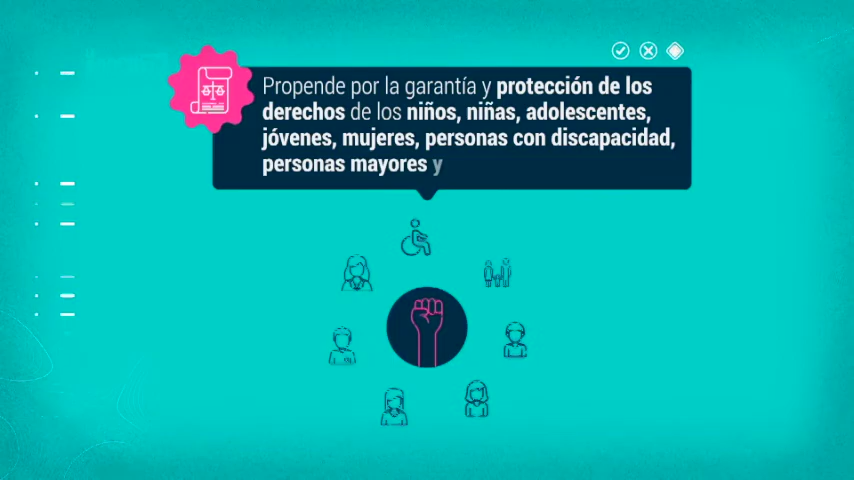 Propende por la garantía y protección de los
derechos de los niños, niñas, adolescentes,
jóvenes, mujeres, personas con discapacidad,
personas mayores y